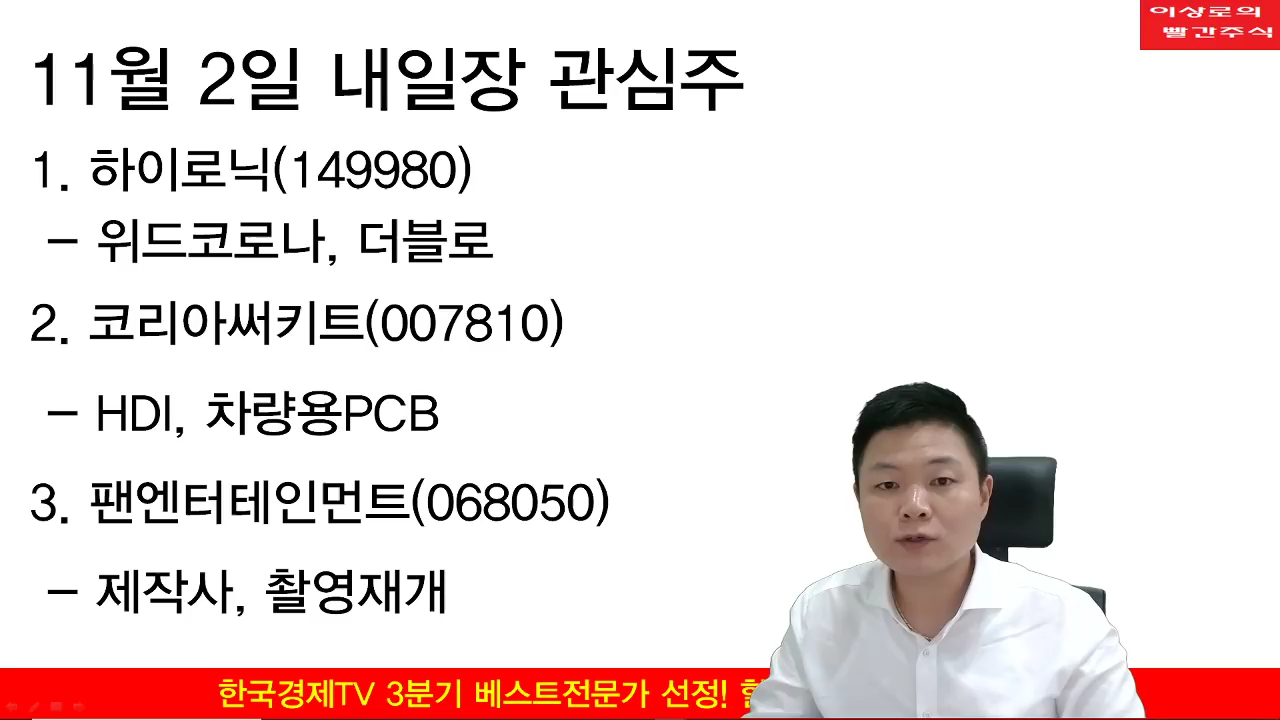 이상로의
빨간주식
11월 2일 내일장 관심주
1. 하이로닉(149980)
- 위드코로나, 더블로
2. 코리아써키트(007810)
- HDI, 차량용PCB
3. 팬엔터테인먼트(068050)
- 제작사, 촬영재개
한국경제TV 3분기 베스트전문가 선정!